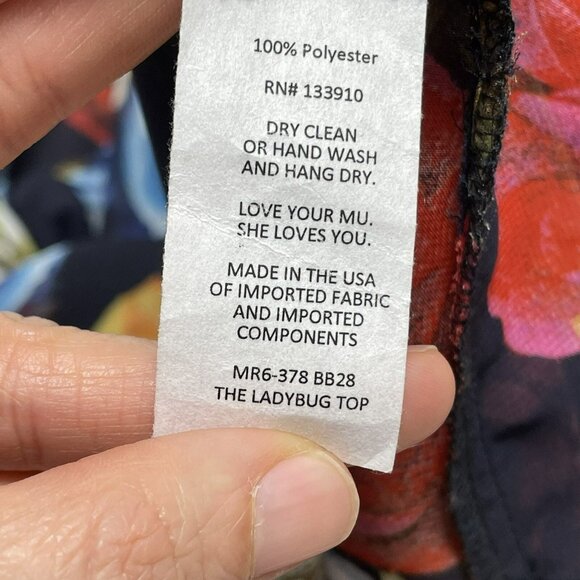 100% Polyester
RN# 133910
DRY CLEAN
OR HAND WASH
AND HANG DRY.
LOVE YOUR MU.
SHE LOVES YOU.
MADE IN THE USA
OF IMPORTED FABRIC
AND IMPORTED
COMPONENTS
MR6-378 BB28
THE LADYBUG TOP